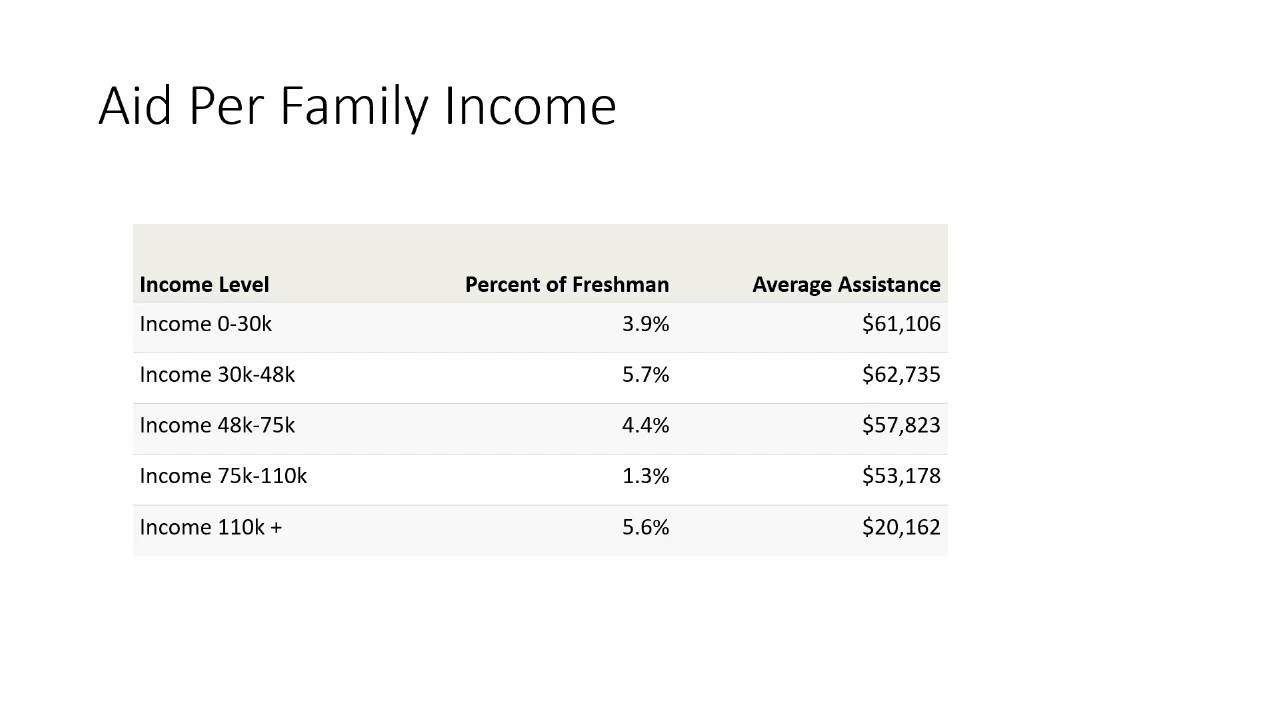 Aid Per Family Income
Income Level Percent of Freshman Average Assistance
Income 0-30k 3.9% $61,106
Income 30k-48k 5.7% $62,735
Income 48k-75k 4.4% $57,823
Income 75k-110k 1.3% $53,178
Income 110k + 5.6% $20,162